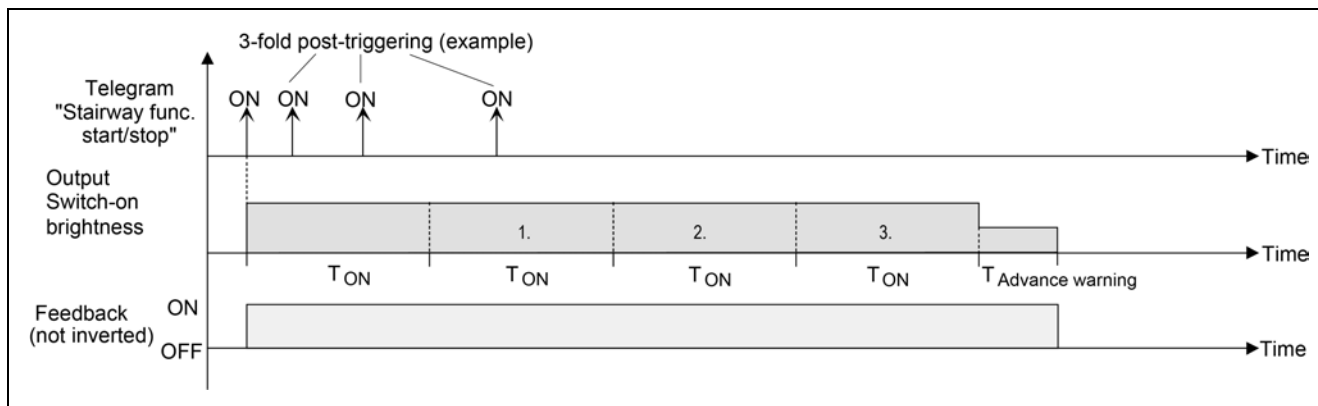 3-fold post-triggering (example)
Telegram
"Stairway func.
start/stop"
ON ON ON ON
Time
Output
Switch-on
brightness
1. 2. 3.
Time
T ON T ON T ON T ON T Advance warning
Feedback
(not inverted)
ON
OFF
Time